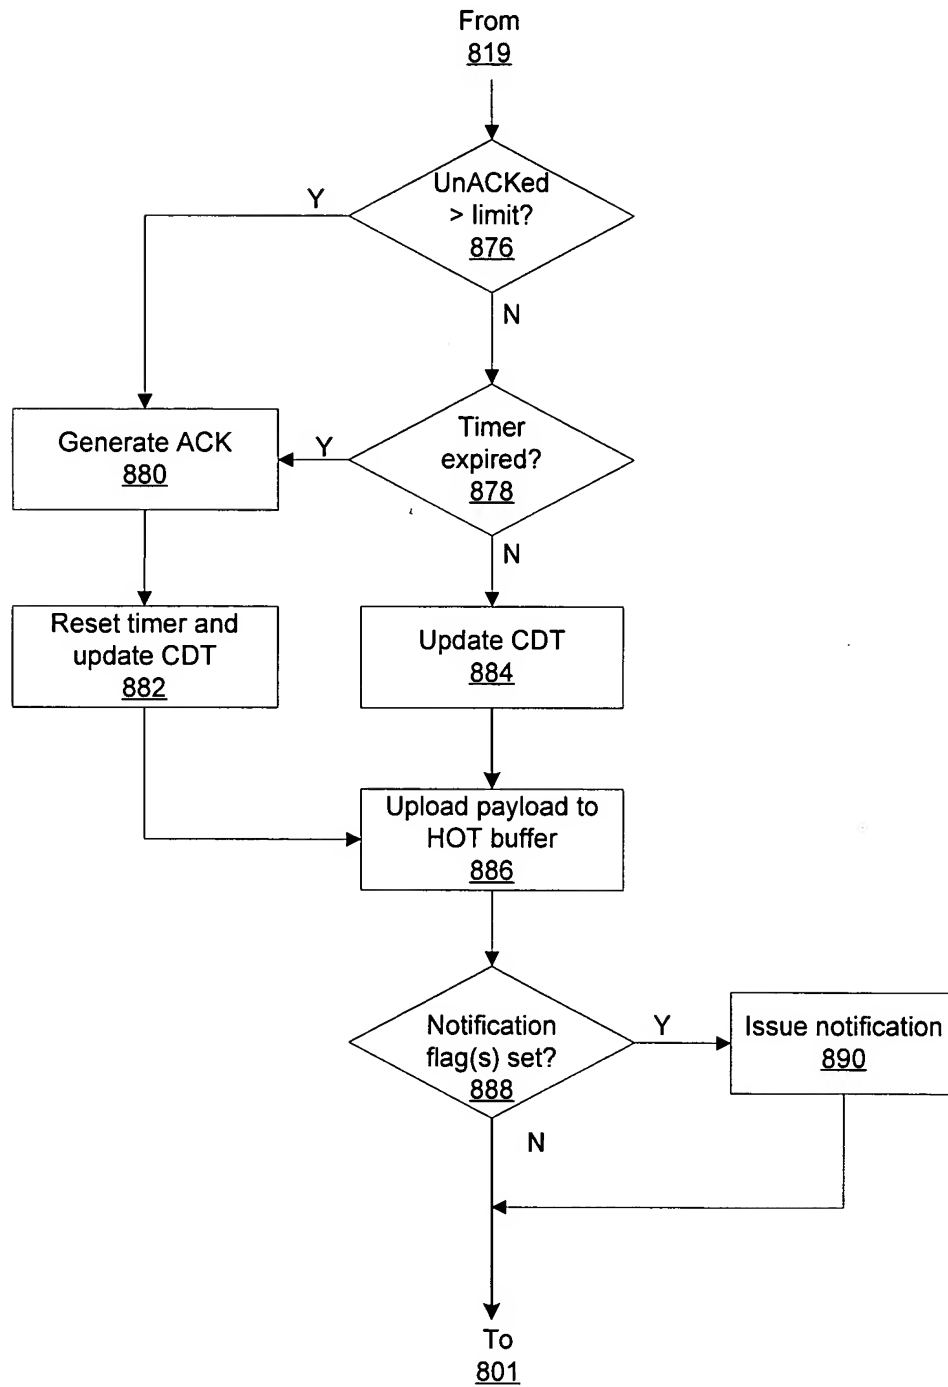 From
819
UnACKed
> limit?
876
Y
N
Timer
expired?
878
Y
N
Generate ACK
880
Reset timer and
update CDT
882
Update CDT
884
Upload payload to
HOT buffer
886
Notification
flag(s) set?
888
Y
N
Issue notification
890
To
801